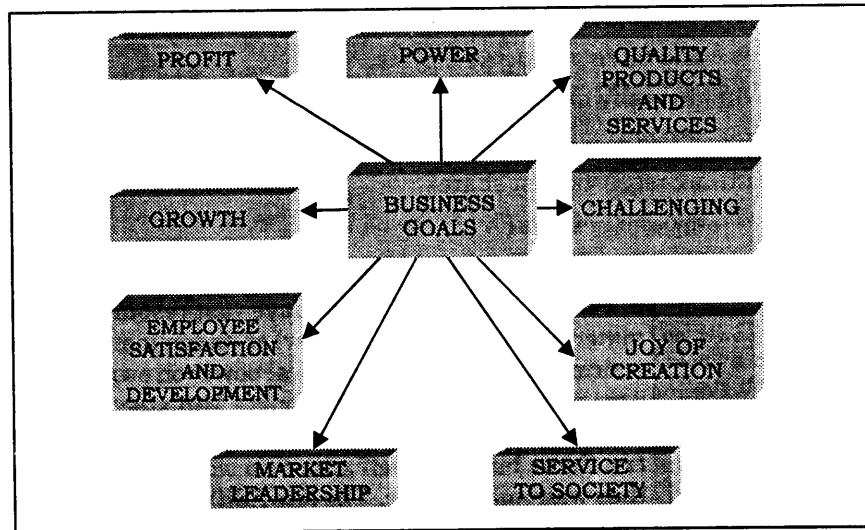 PROFIT
POWER
QUALITY
PRODUCTS
AND
SERVICES
GROWTH
BUSINESS
GOALS
CHALLENGING
EMPLOYEE
SATISFACTION
AND
DEVELOPMENT
JOY OF
CREATION
MARKET
LEADERSHIP
SERVICE
TO SOCIETY